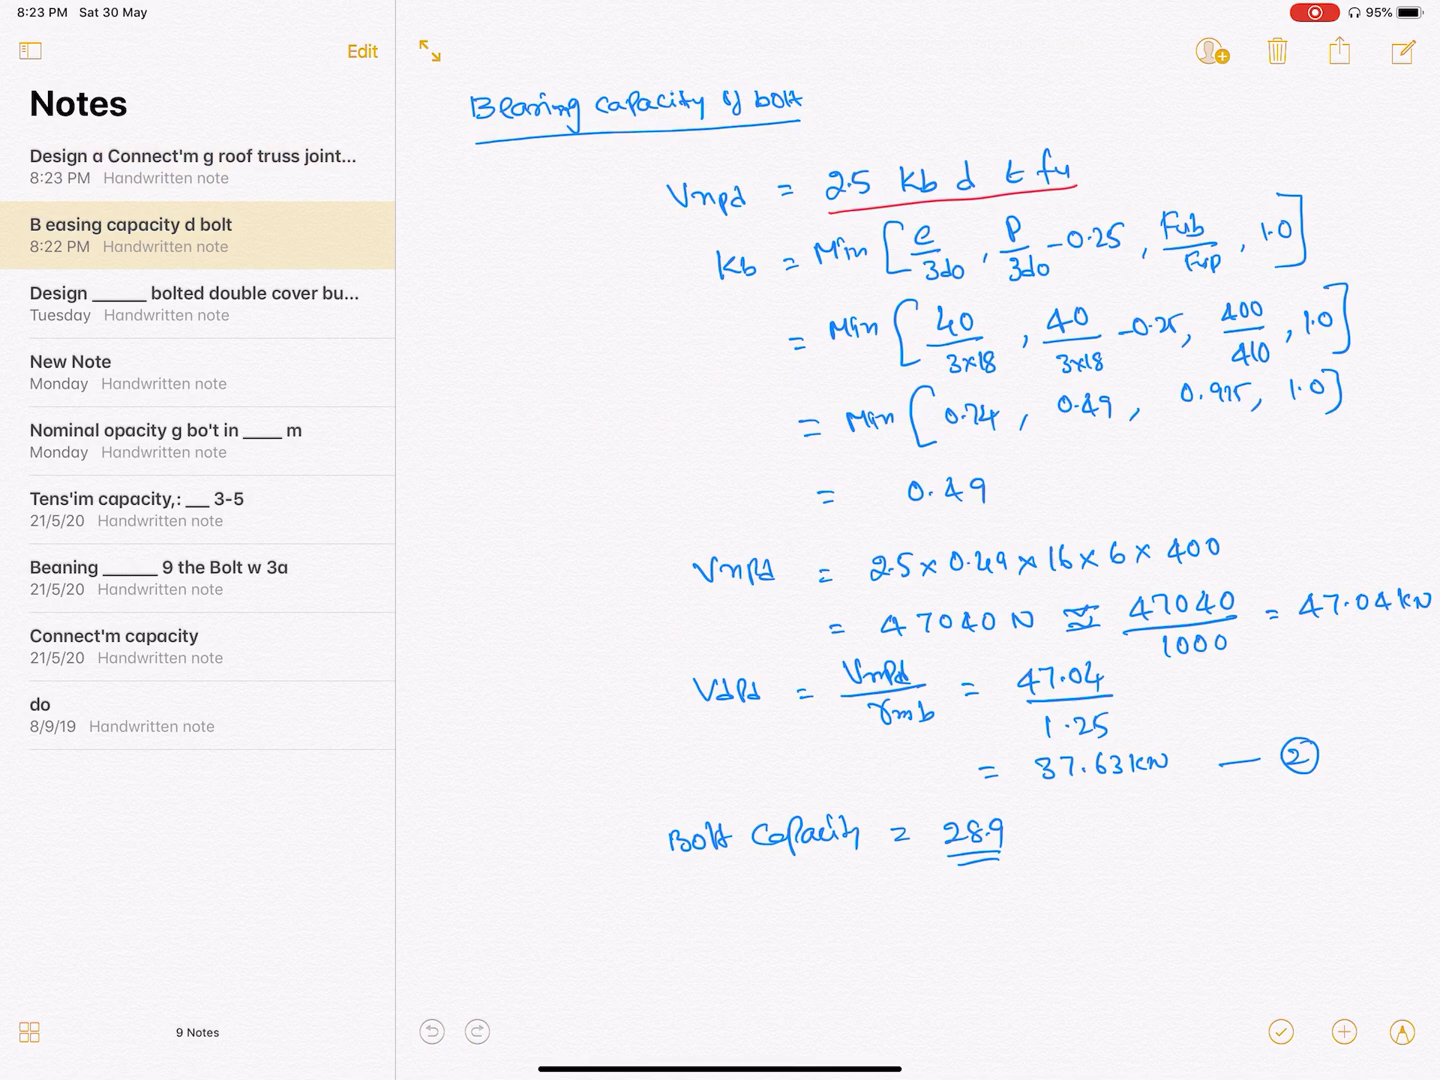 8:23 PM Sat 30 May
95%
Edit
Notes
Design a Connect'm g roof truss joint...
8:23 PM Handwritten note
B easing capacity d bolt
8:22 PM Handwritten note
Design ______ bolted double cover bu...
Tuesday Handwritten note
New Note
Monday Handwritten note
Nominal opacity g bo't in ____ m
Monday Handwritten note
Tens'im capacity,: ___ 3-5
21/5/20 Handwritten note
Beaning ______ 9 the Bolt w 3a
21/5/20 Handwritten note
Connect'm capacity
21/5/20 Handwritten note
do
8/9/19 Handwritten note
9 Notes
Bearing capacity of bolt
Vnpd = 2.5 Kb d t fu
Kb = Min [ e/3do , P/3do - 0.25 , Fub/Fup , 1.0 ]
= Min [ 40/3x18 , 40/3x18 - 0.25, 400/410 , 1.0 ]
= Min [ 0.74 , 0.49 , 0.975, 1.0 ]
= 0.49
Vnpd = 2.5 x 0.49 x 16 x 6 x 400
= 47040 N ≈ 47040/1000 = 47.04 kN
Vdpd = Vnpd/γmb = 47.04/1.25
= 37.63 kN — ②
Bolt Capacity = 28.9